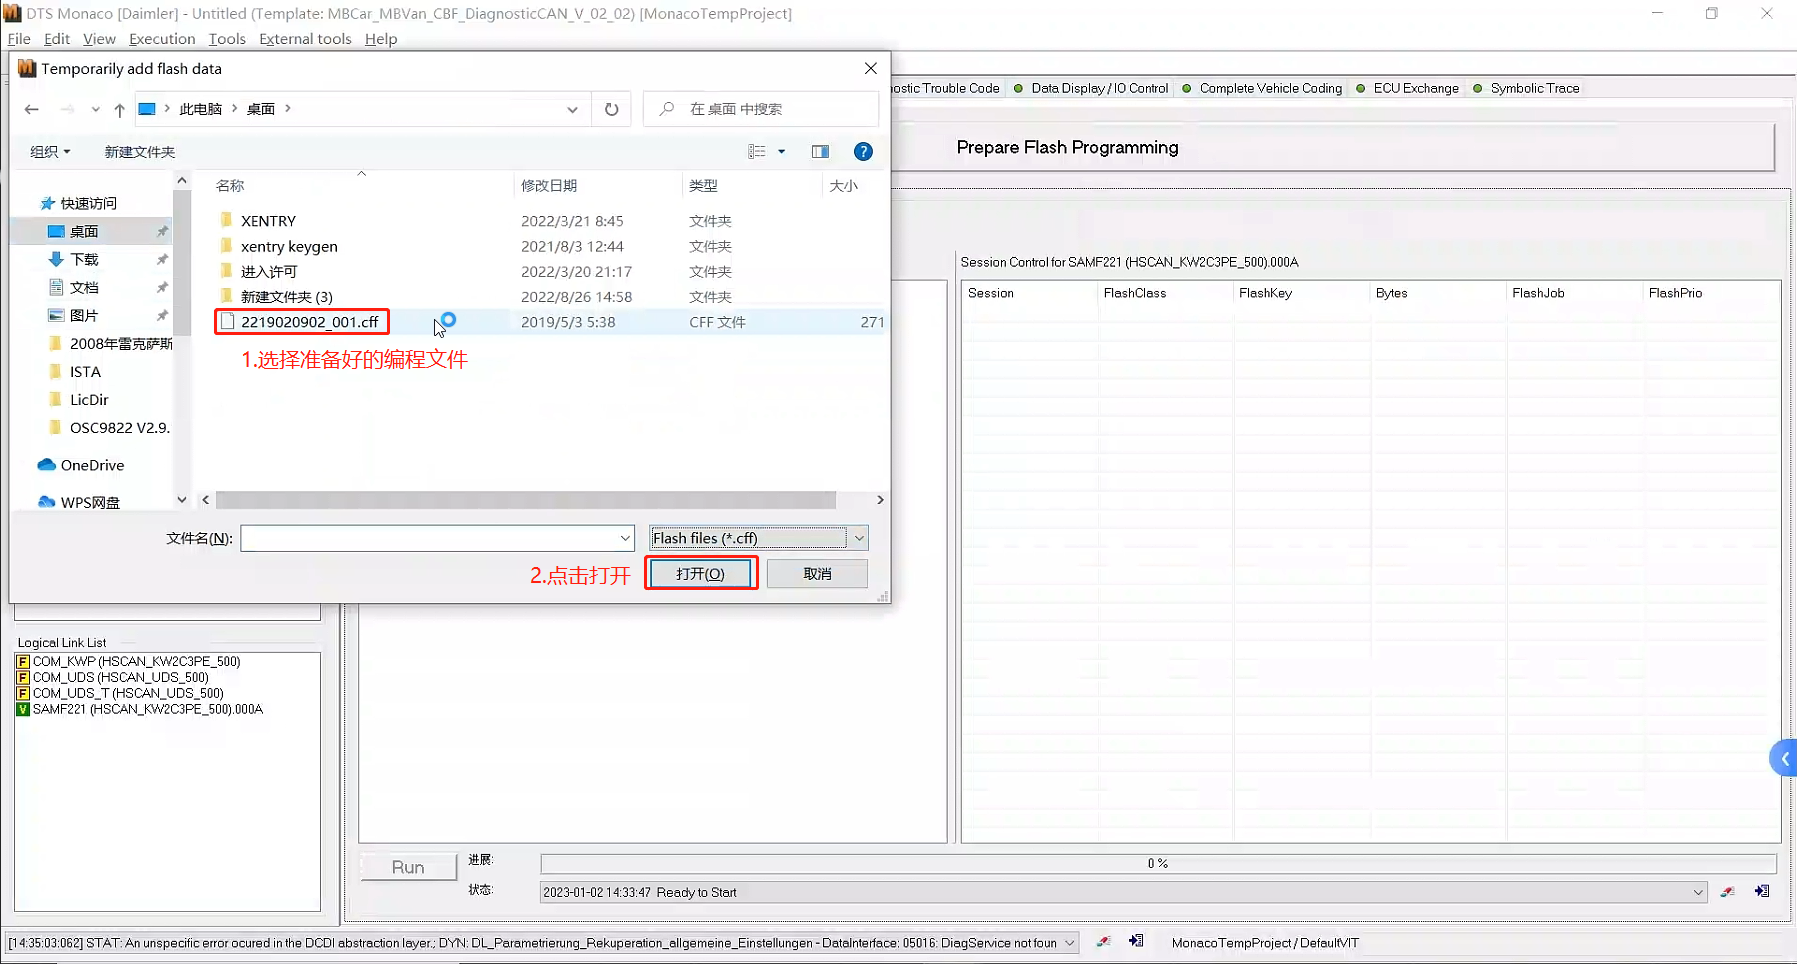 DTS Monaco [Daimler] - Untitled (Template: MBCar_MBVan_CBF_DiagnosticCAN_V_02_02) [MonacoTempProject]
File Edit View Execution Tools External tools Help
Temporarily add flash data
此电脑 桌面
在 桌面 中搜索
组织 新建文件夹
名称 修改日期 类型 大小
快速访问
桌面
下载
文档
图片
2008年雷克萨斯
ISTA
LicDir
OSC9822 V2.9.
OneDrive
WPS网盘
XENTRY 2022/3/21 8:45 文件夹
xentry keygen 2021/8/3 12:44 文件夹
进入许可 2022/3/20 21:17 文件夹
新建文件夹 (3) 2022/8/26 14:58 文件夹
2219020902_001.cff 2019/5/3 5:38 CFF 文件 271
1.选择准备好的编程文件
文件名(N): Flash files (*.cff)
2.点击打开 打开(O) 取消
ostic Trouble Code Data Display / IO Control Complete Vehicle Coding ECU Exchange Symbolic Trace
Prepare Flash Programming
Session Control for SAMF221 (HSCAN_KW2C3PE_500).000A
Session FlashClass FlashKey Bytes FlashJob FlashPrio
Logical Link List
F COM_KWP (HSCAN_KW2C3PE_500)
F COM_UDS (HSCAN_UDS_500)
F COM_UDS_T (HSCAN_UDS_500)
V SAMF221 (HSCAN_KW2C3PE_500).000A
Run 进展: 0 %
状态: 2023-01-02 14:33:47 Ready to Start
[14:35:03:062] STAT: An unspecific error ocured in the DCDI abstraction layer.; DYN: DL_Parametrierung_Rekuperation_allgemeine_Einstellungen - DataInterface: 05016: DiagService not foun MonacoTempProject / DefaultVIT